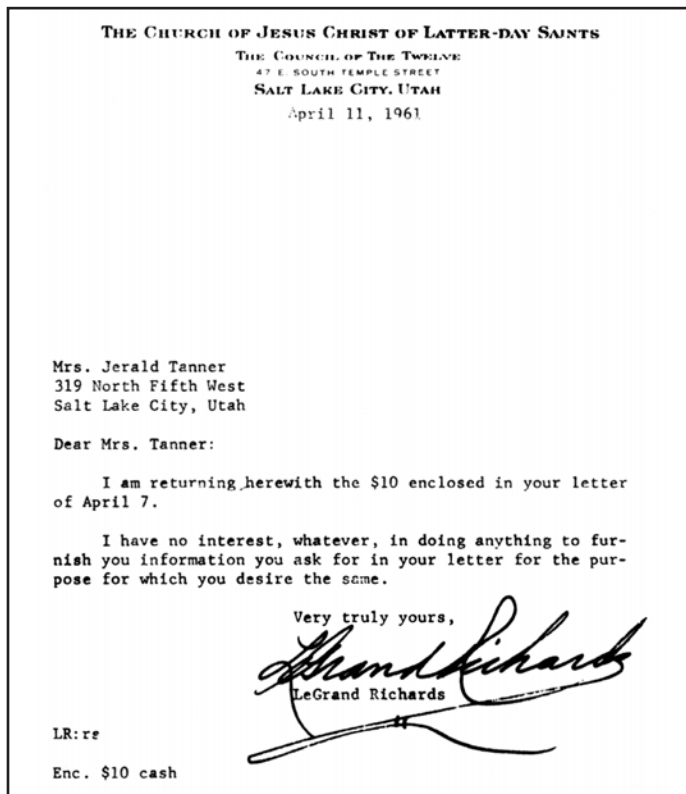 THE CHURCH OF JESUS CHRIST OF LATTER-DAY SAINTS
THE COUNCIL OF THE TWELVE
47 E. SOUTH TEMPLE STREET
SALT LAKE CITY, UTAH
April 11, 1961
Mrs. Jerald Tanner
319 North Fifth West
Salt Lake City, Utah
Dear Mrs. Tanner:
I am returning herewith the $10 enclosed in your letter
of April 7.
I have no interest, whatever, in doing anything to fur-
nish you information you ask for in your letter for the pur-
pose for which you desire the same.
Very truly yours,
LeGrand Richards
LeGrand Richards
LR:re
Enc. $10 cash